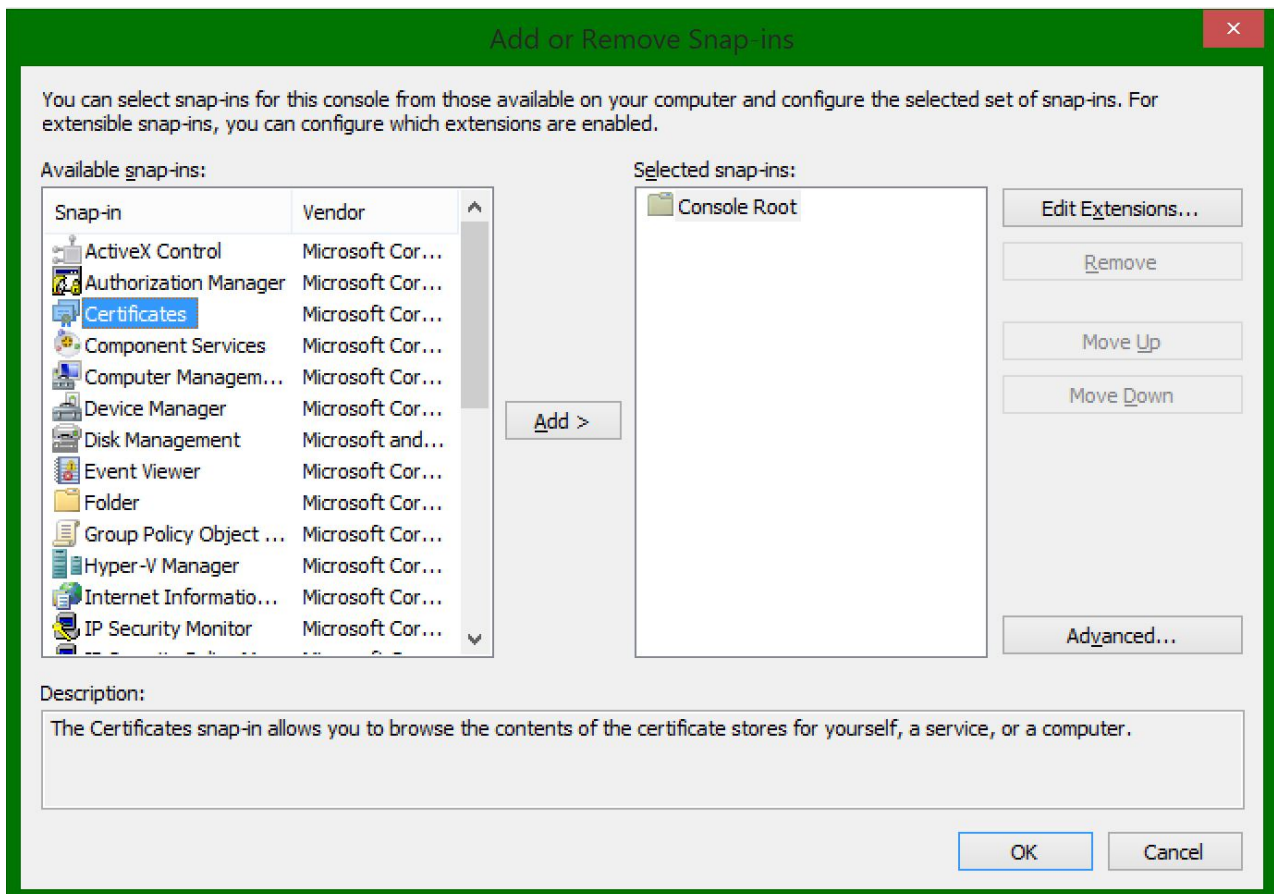 Add or Remove Snap-ins
You can select snap-ins for this console from those available on your computer and configure the selected set of snap-ins. For
extensible snap-ins, you can configure which extensions are enabled.
Available snap-ins:
Snap-in Vendor
ActiveX Control Microsoft Cor...
Authorization Manager Microsoft Cor...
Certificates Microsoft Cor...
Component Services Microsoft Cor...
Computer Managem... Microsoft Cor...
Device Manager Microsoft Cor...
Disk Management Microsoft and...
Event Viewer Microsoft Cor...
Folder Microsoft Cor...
Group Policy Object ... Microsoft Cor...
Hyper-V Manager Microsoft Cor...
Internet Informatio... Microsoft Cor...
IP Security Monitor Microsoft Cor...
Add >
Selected snap-ins:
Console Root
Edit Extensions...
Remove
Move Up
Move Down
Advanced...
Description:
The Certificates snap-in allows you to browse the contents of the certificate stores for yourself, a service, or a computer.
OK
Cancel